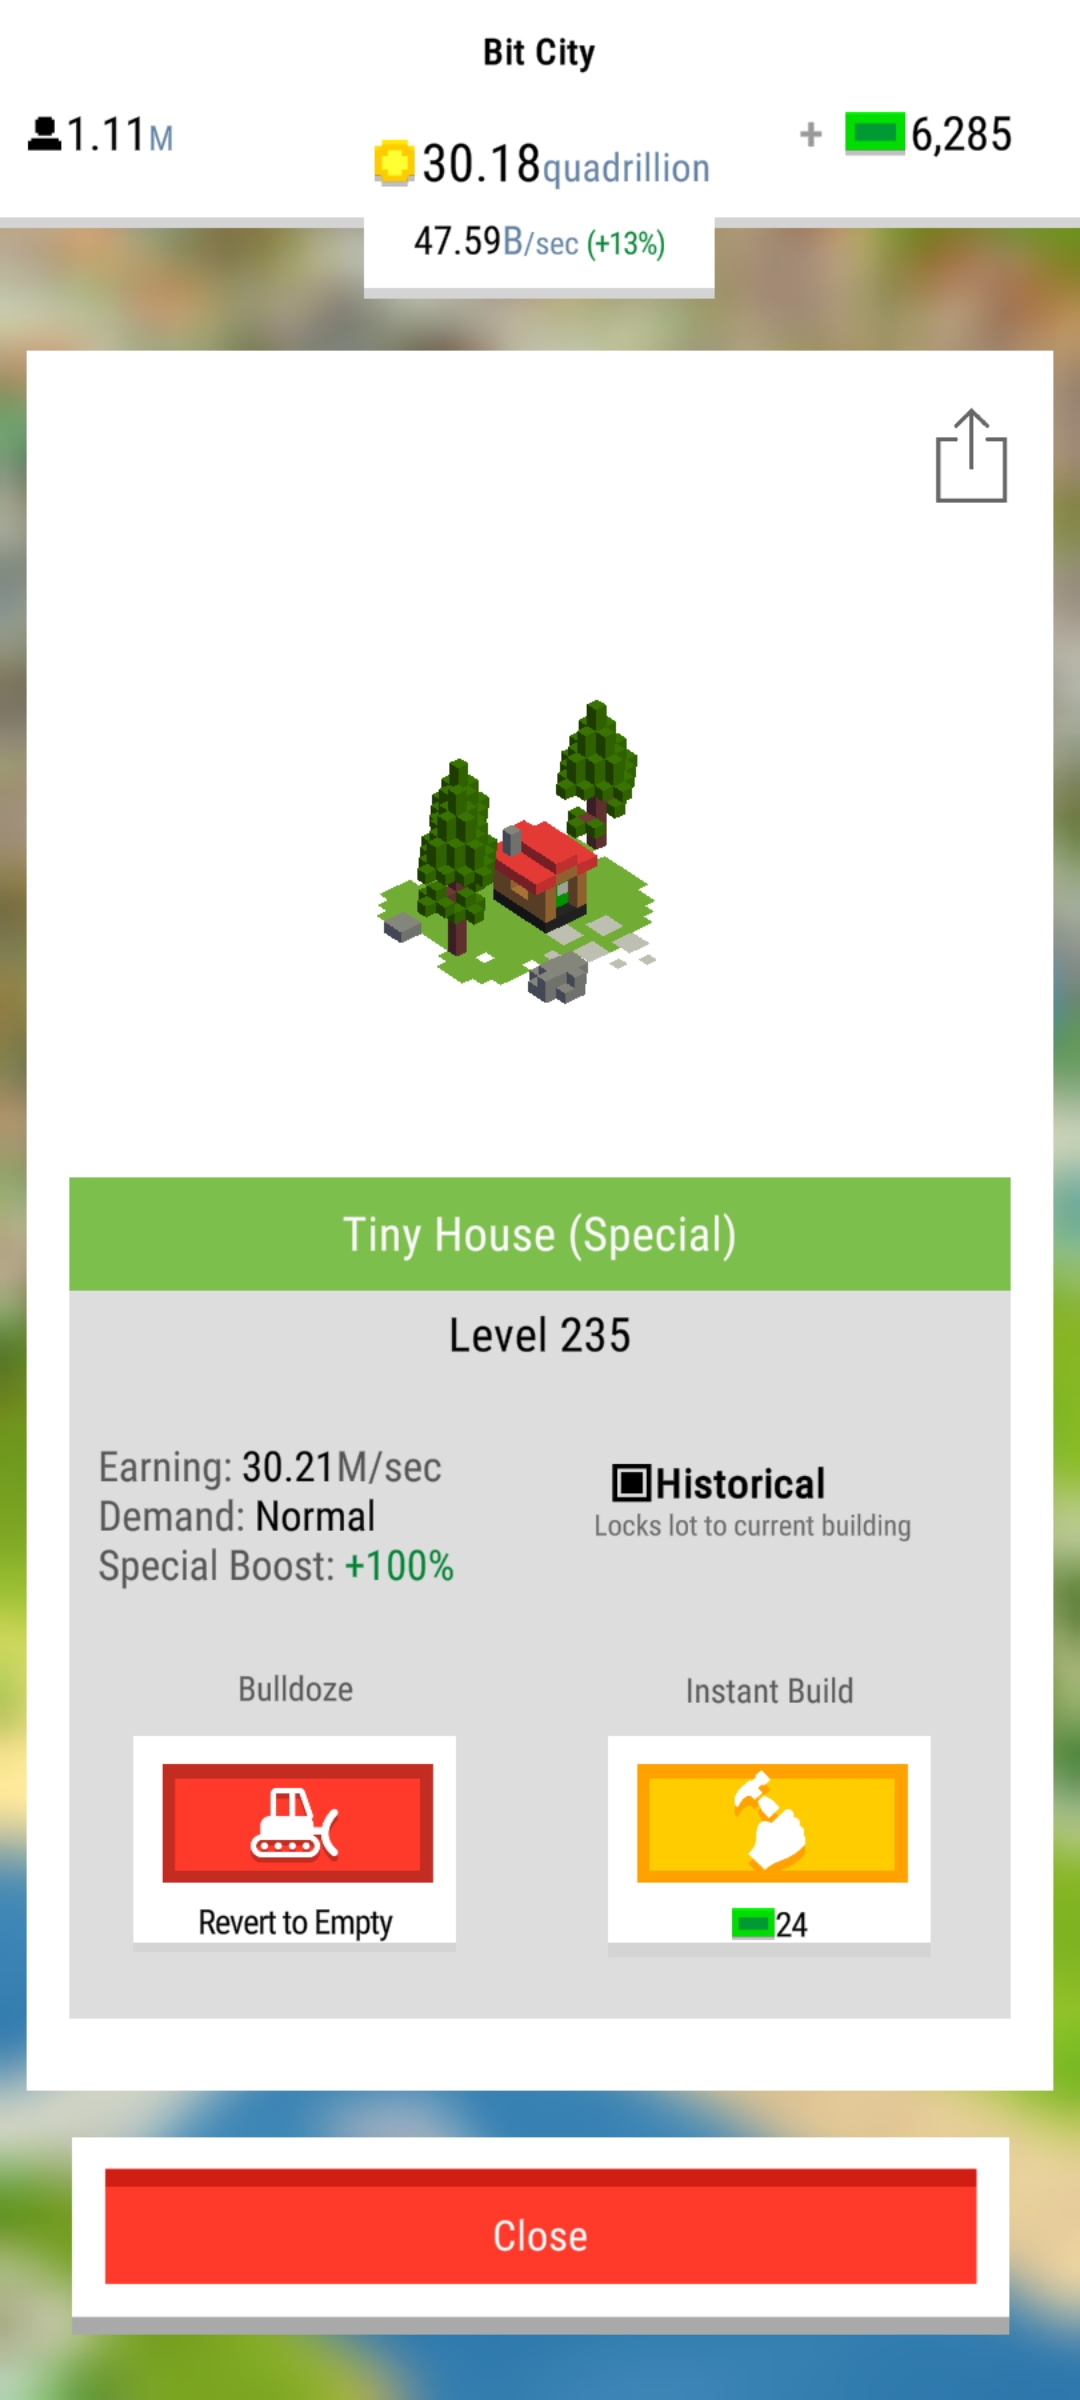 Bit City
1.11M
30.18quadrillion
+ 6,285
47.59B/sec (+13%)
Tiny House (Special)
Level 235
Earning: 30.21M/sec
Demand: Normal
Special Boost: +100%
Historical
Locks lot to current building
Bulldoze
Revert to Empty
Instant Build
24
Close